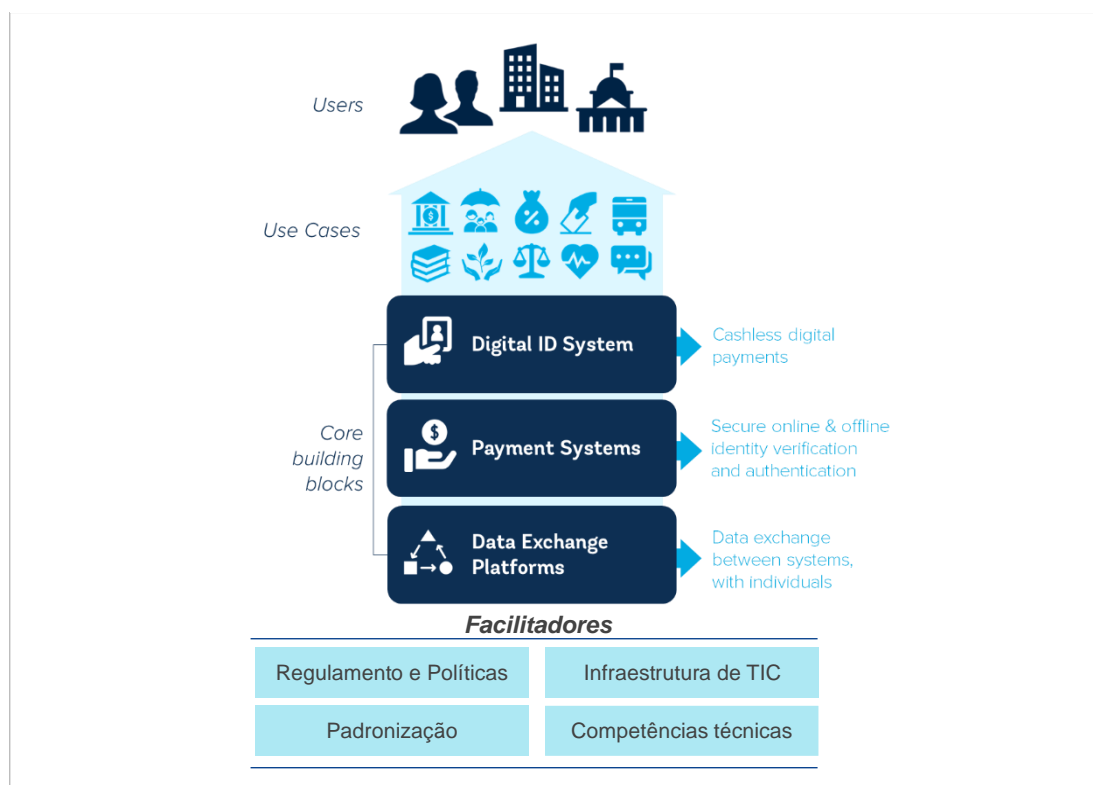 Users
Use Cases
Digital ID System
Cashless digital
payments
Core
building
blocks
Payment Systems
Secure online & offline
identity verification
and authentication
Data Exchange
Platforms
Data exchange
between systems,
with individuals
Facilitadores
Regulamento e Políticas
Infraestrutura de TIC
Padronização
Competências técnicas